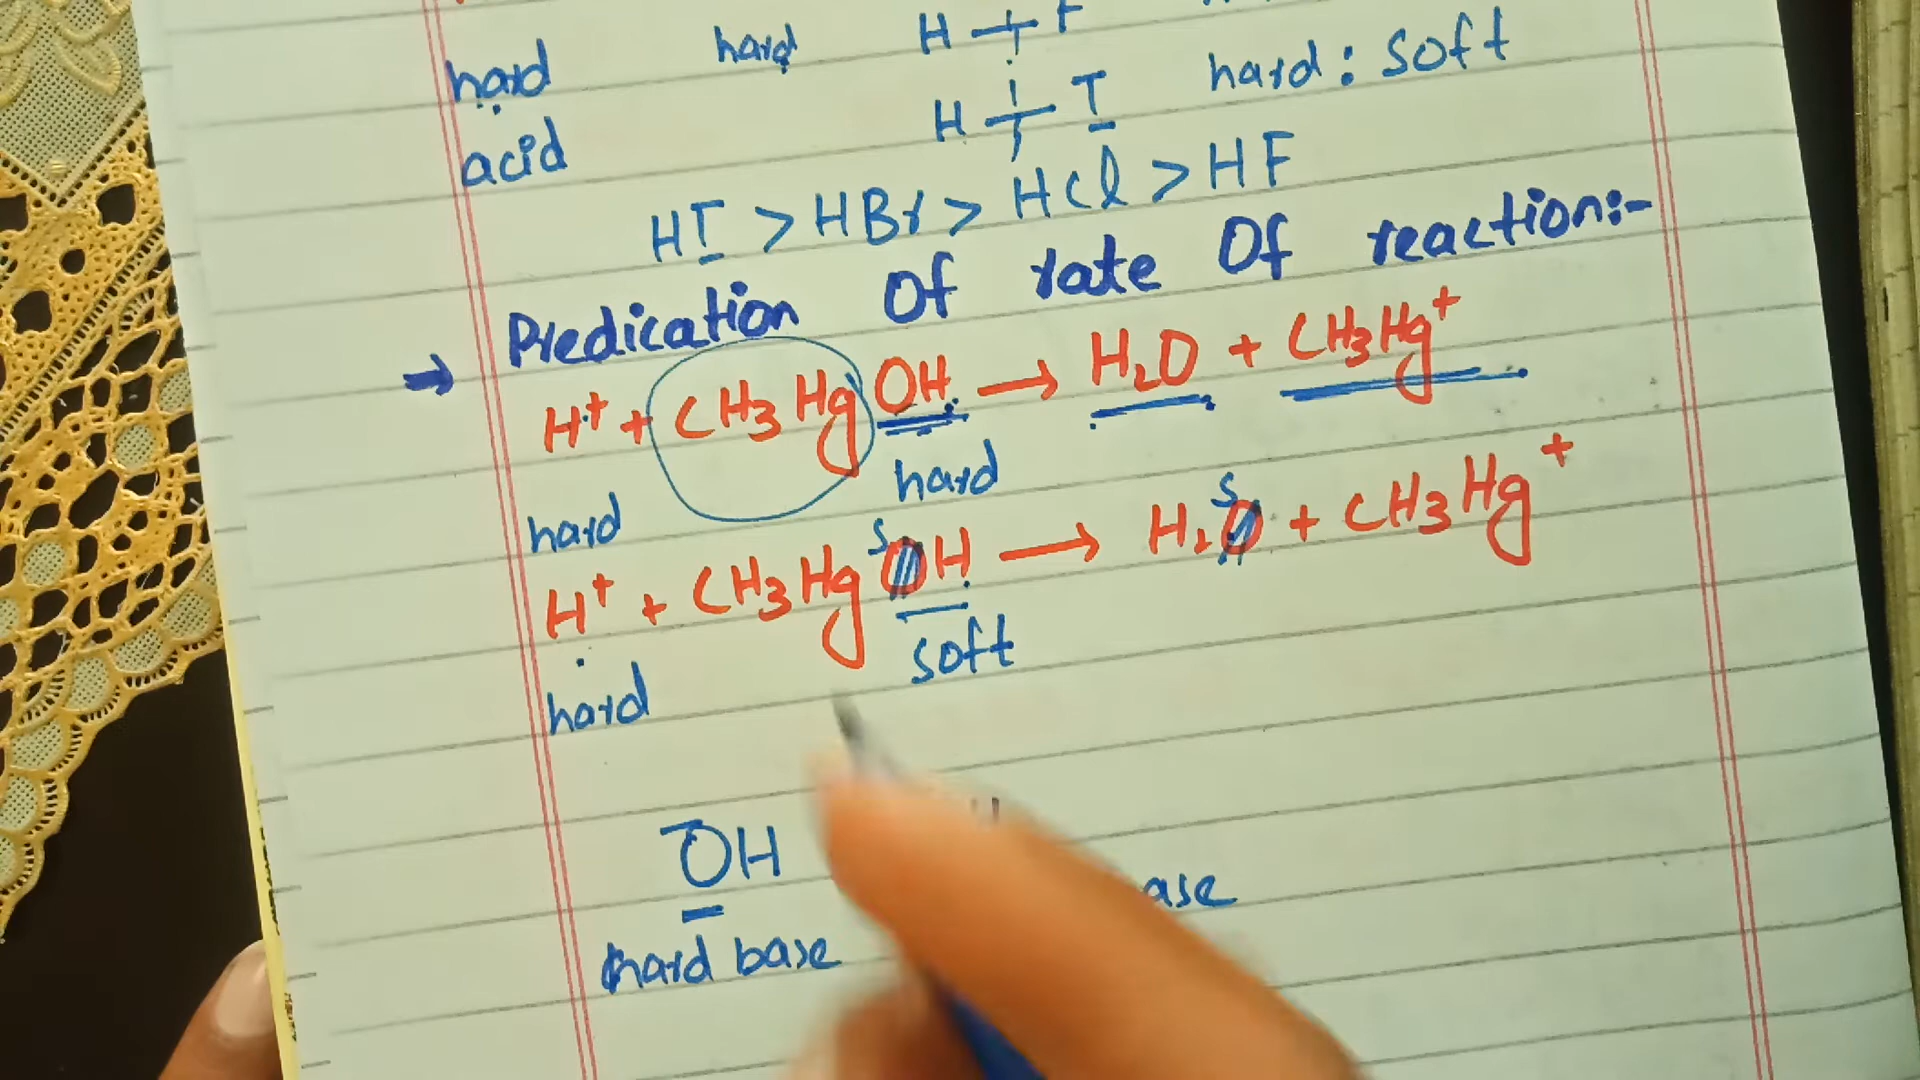 hard hard H F
acid H I hard : soft
HI > HBr > HCl > HF
→ Predication Of rate Of reaction:-
H+ + CH3Hg OH → H2O + CH3Hg+
hard hard
H+ + CH3Hg SH → H2S + CH3Hg+
hard soft
OH
hard base ase